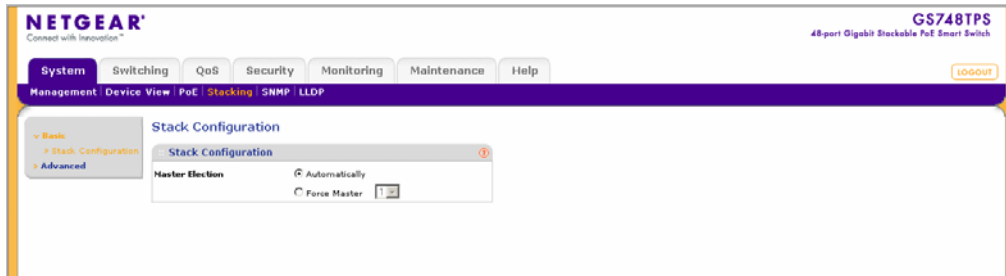 NETGEAR®
Connect with Innovation™
GS748TPS
48-port Gigabit Stackable PoE Smart Switch
System Switching QoS Security Monitoring Maintenance Help
LOGOUT
Management | Device View | PoE | Stacking | SNMP | LLDP
Basic
> Stack Configuration
> Advanced
Stack Configuration
Stack Configuration
Master Election
Automatically
Force Master 1